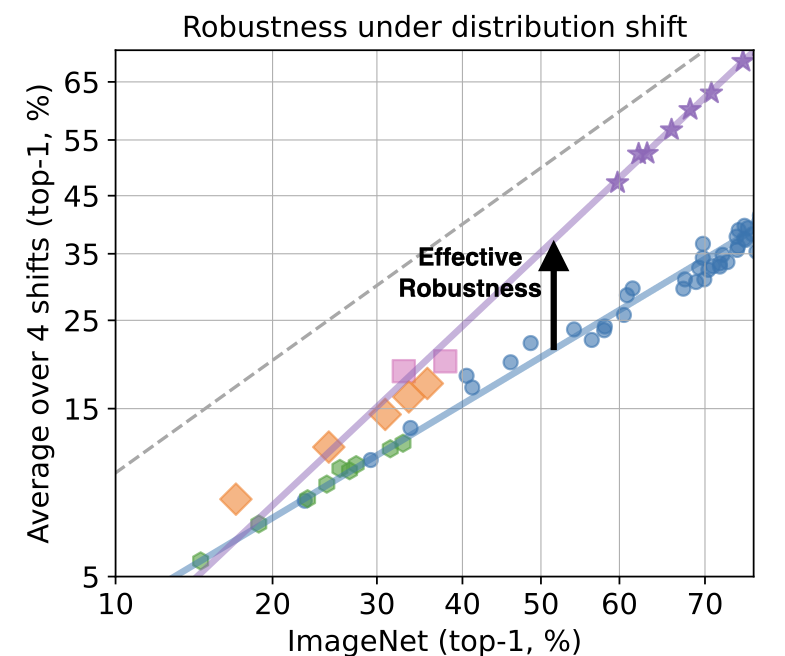 Robustness under distribution shift
Average over 4 shifts (top-1, %)
65
55
45
35
25
15
5
Effective
Robustness
10 20 30 40 50 60 70
ImageNet (top-1, %)